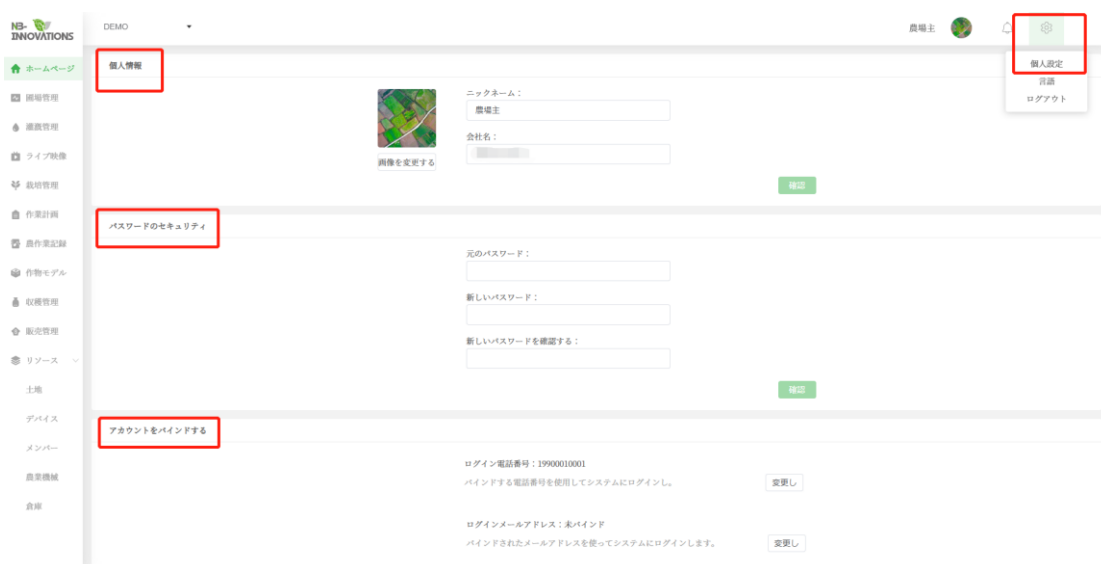 NB-
INNOVATIONS
DEMO
農場主
個人設定
言語
ログアウト
ホームページ
圃場管理
灌漑管理
ライブ映像
栽培管理
作業計画
農作業記録
作物モデル
収穫管理
販売管理
リソース
土地
デバイス
メンバー
農業機械
倉庫
個人情報
ニックネーム：
農場主
会社名：
画像を変更する
確認
パスワードのセキュリティ
元のパスワード：
新しいパスワード：
新しいパスワードを確認する：
確認
アカウントをバインドする
ログイン電話番号：19900010001
バインドする電話番号を使用してシステムにログインし。
変更し
ログインメールアドレス：未バインド
バインドされたメールアドレスを使ってシステムにログインします。
変更し